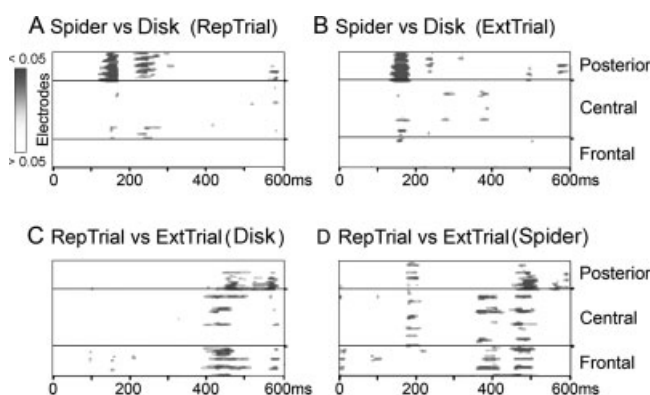 A Spider vs Disk (RepTrial)
B Spider vs Disk (ExtTrial)
< 0.05
> 0.05
Electrodes
Posterior
Central
Frontal
0 200 400 600ms
0 200 400 600ms
C RepTrial vs ExtTrial(Disk)
D RepTrial vs ExtTrial(Spider)
Posterior
Central
Frontal
0 200 400 600ms
0 200 400 600ms